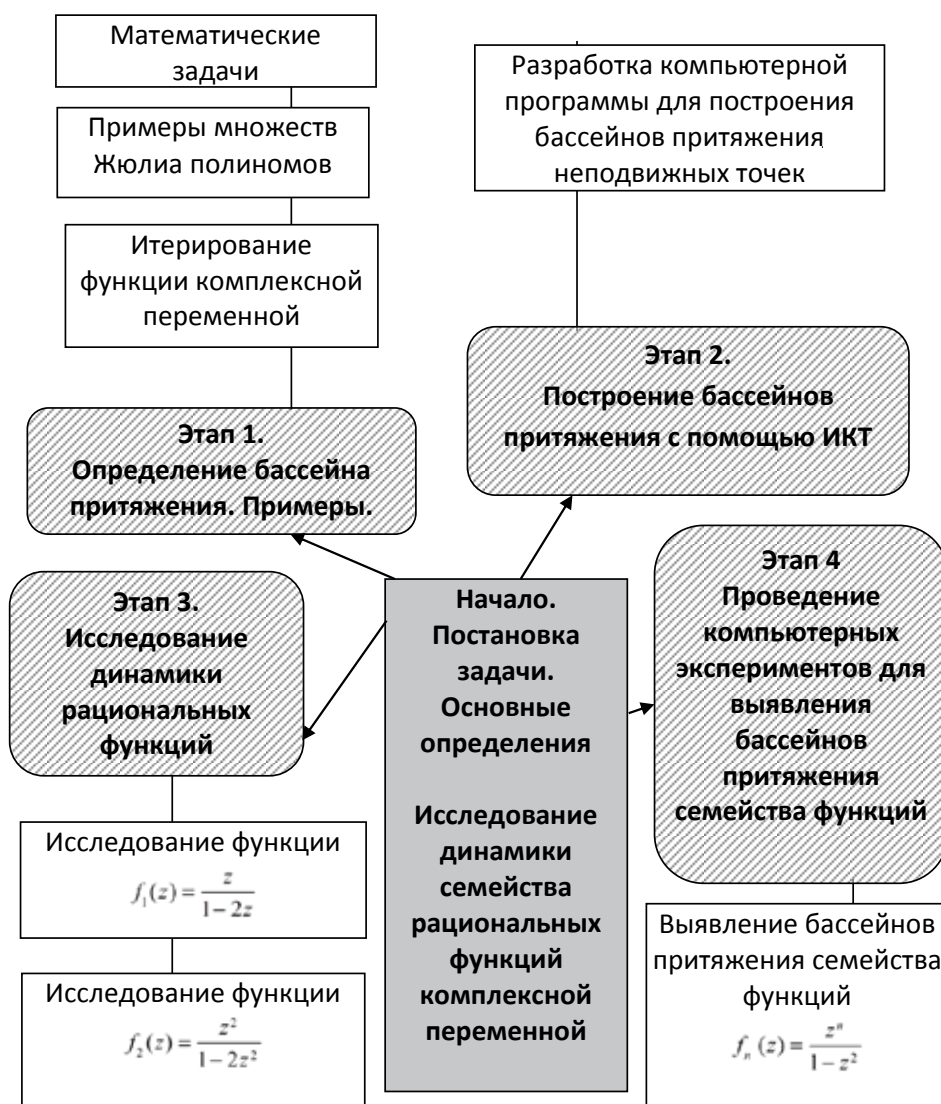 Математические
задачи
Примеры множеств
Жюлиа полиномов
Итерирование
функции комплексной
переменной
Этап 1.
Определение бассейна
притяжения. Примеры.
Разработка компьютерной
программы для построения
бассейнов притяжения
неподвижных точек
Этап 2.
Построение бассейнов
притяжения с помощью ИКТ
Этап 3.
Исследование
динамики
рациональных
функций
Исследование функции
f₁(z) = z / (1 − 2z)
Исследование функции
f₂(z) = z² / (1 − 2z²)
Начало.
Постановка
задачи.
Основные
определения
Исследование
динамики
семейства
рациональных
функций
комплексной
переменной
Этап 4
Проведение
компьютерных
экспериментов для
выявления
бассейнов
притяжения
семейства функций
Выявление бассейнов
притяжения семейства
функций
fₙ(z) = zⁿ / (1 − z²)